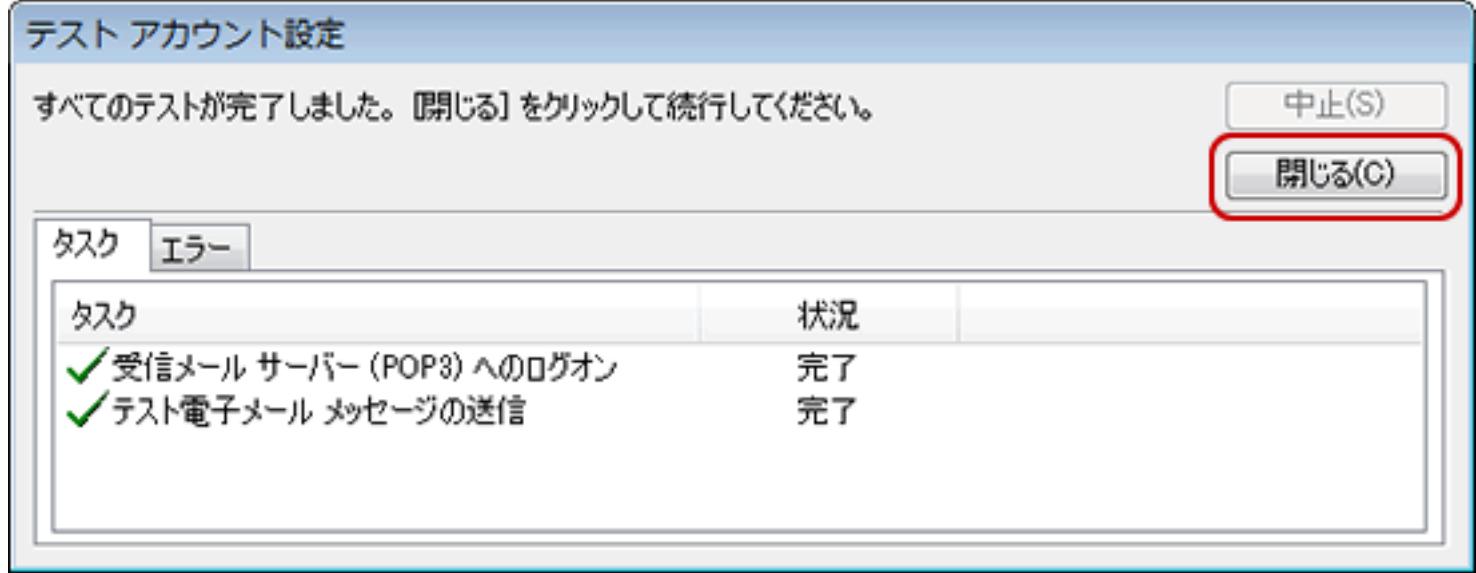 テスト アカウント設定
すべてのテストが完了しました。[閉じる] をクリックして続行してください。
中止(S)
閉じる(C)
タスク エラー
タスク 状況
受信メール サーバー (POP3) へのログオン 完了
テスト電子メール メッセージの送信 完了